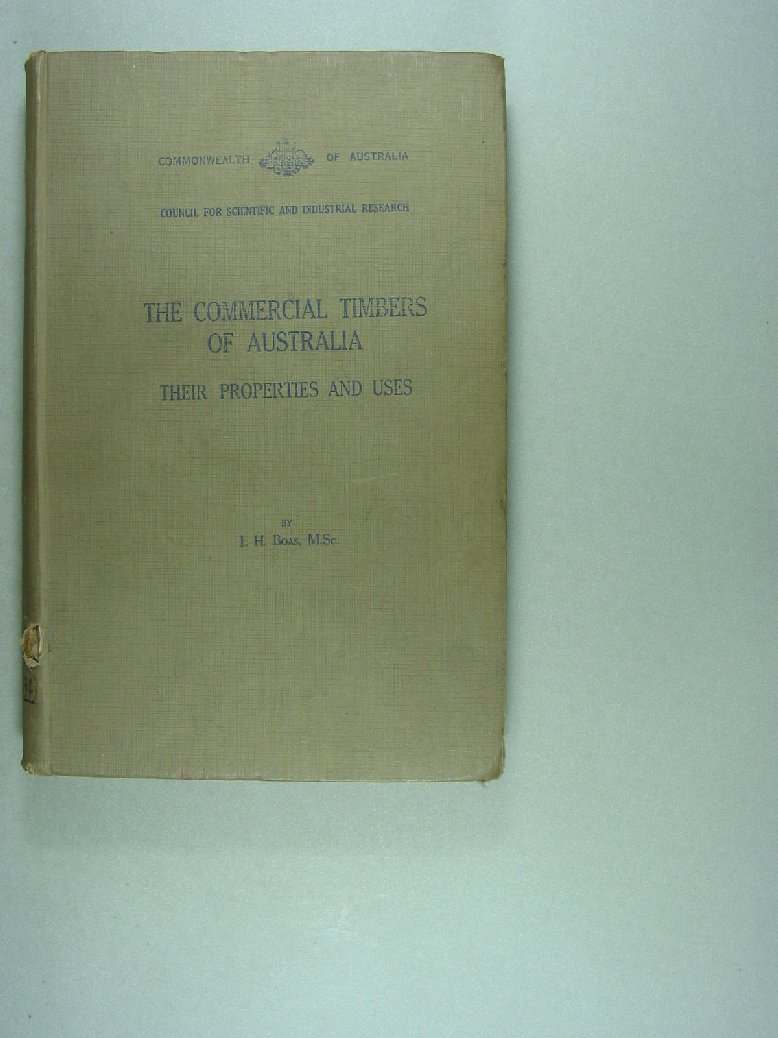 COMMONWEALTH OF AUSTRALIA
COUNCIL FOR SCIENTIFIC AND INDUSTRIAL RESEARCH
THE COMMERCIAL TIMBERS
OF AUSTRALIA
THEIR PROPERTIES AND USES
BY
I. H. BOAS, M.Sc.